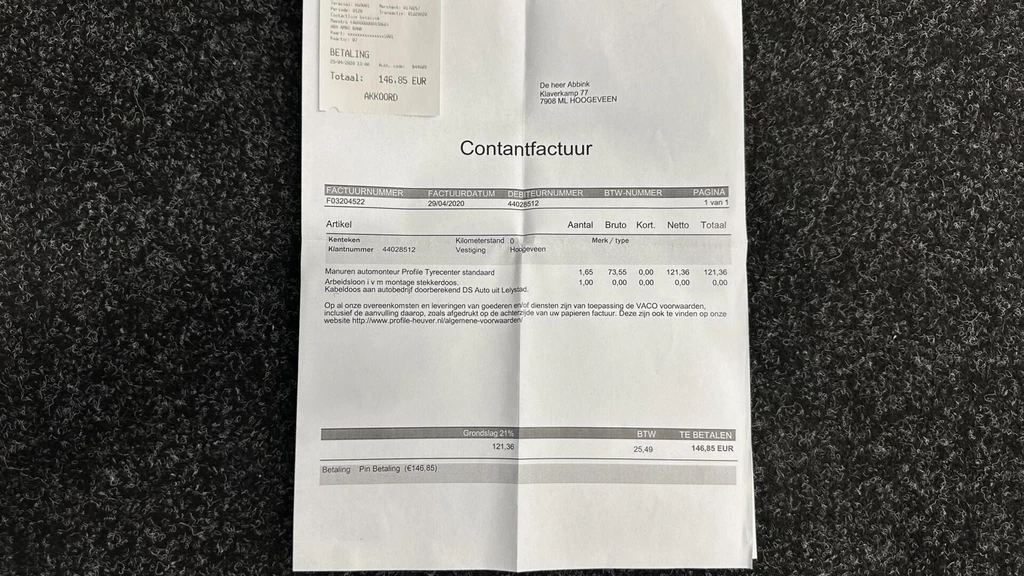 BETALING
Totaal: 146.85 EUR
AKKOORD
De heer Abbink
Klaverkamp 77
7908 ML HOOGEVEEN
Contantfactuur
FACTUURNUMMER FACTUURDATUM DEBITEURNUMMER BTW-NUMMER PAGINA
F03204522 29/04/2020 44028512 1 van 1
Artikel Aantal Bruto Kort. Netto Totaal
Kenteken Kilometerstand 0 Merk / type
Klantnummer 44028512 Vestiging Hoogeveen
Manuren automonteur Profile Tyrecenter standaard 1,65 73,55 0,00 121,36 121,36
Arbeidsloon i v m montage stekkerdoos. 1,00 0,00 0,00 0,00 0,00
Kabeldoos aan autobedrijf doorberekend DS Auto uit Lelystad.
Op al onze overeenkomsten en leveringen van goederen en/of diensten zijn van toepassing de VACO voorwaarden,
inclusief de aanvulling daarop, zoals afgedrukt op de achterzijde van uw papieren factuur. Deze zijn ook te vinden op onze
website http://www.profile-heuver.nl/algemene-voorwaarden/
Grondslag 21% BTW TE BETALEN
121,36 25,49 146,85 EUR
Betaling Pin Betaling (€146,85)